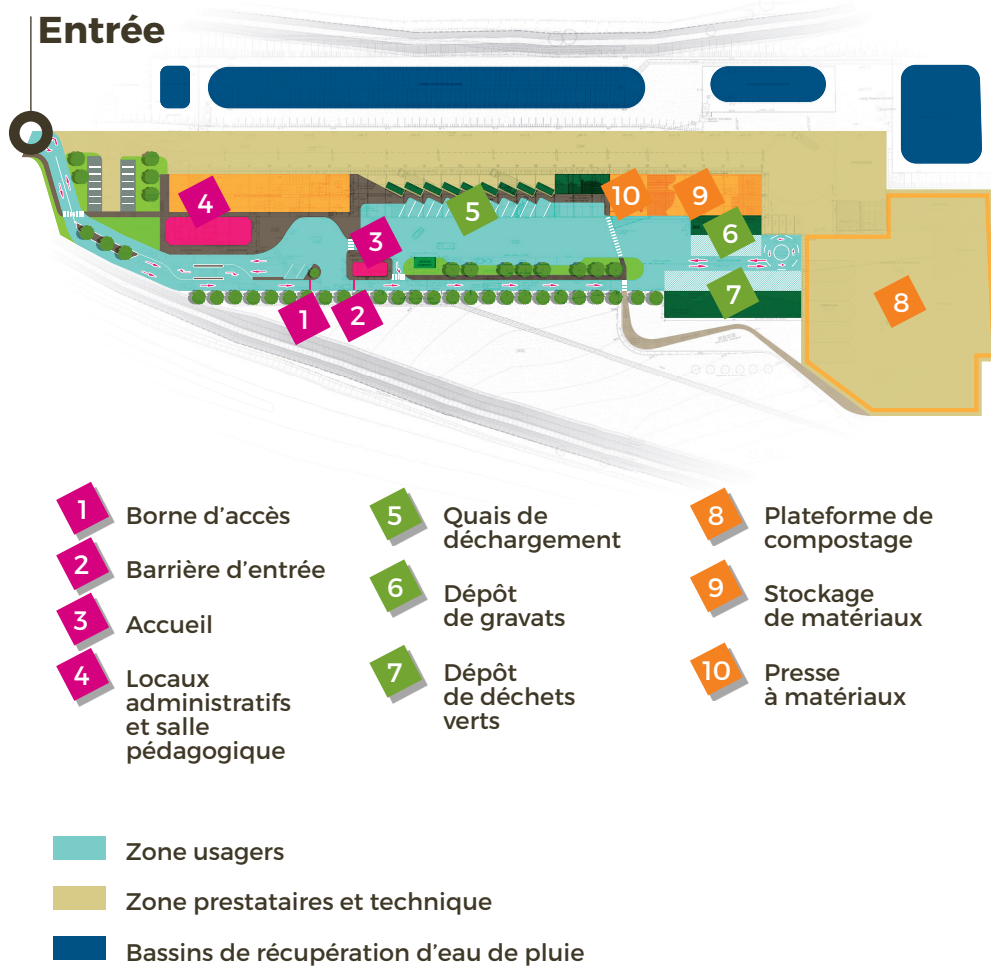 Entrée
4
5
10
9
3
6
8
7
1
2
1
Borne d’accès
2
Barrière d’entrée
3
Accueil
4
Locaux
administratifs
et salle
pédagogique
5
Quais de
déchargement
6
Dépôt
de gravats
7
Dépôt
de déchets
verts
8
Plateforme de
compostage
9
Stockage
de matériaux
10
Presse
à matériaux
Zone usagers
Zone prestataires et technique
Bassins de récupération d’eau de pluie